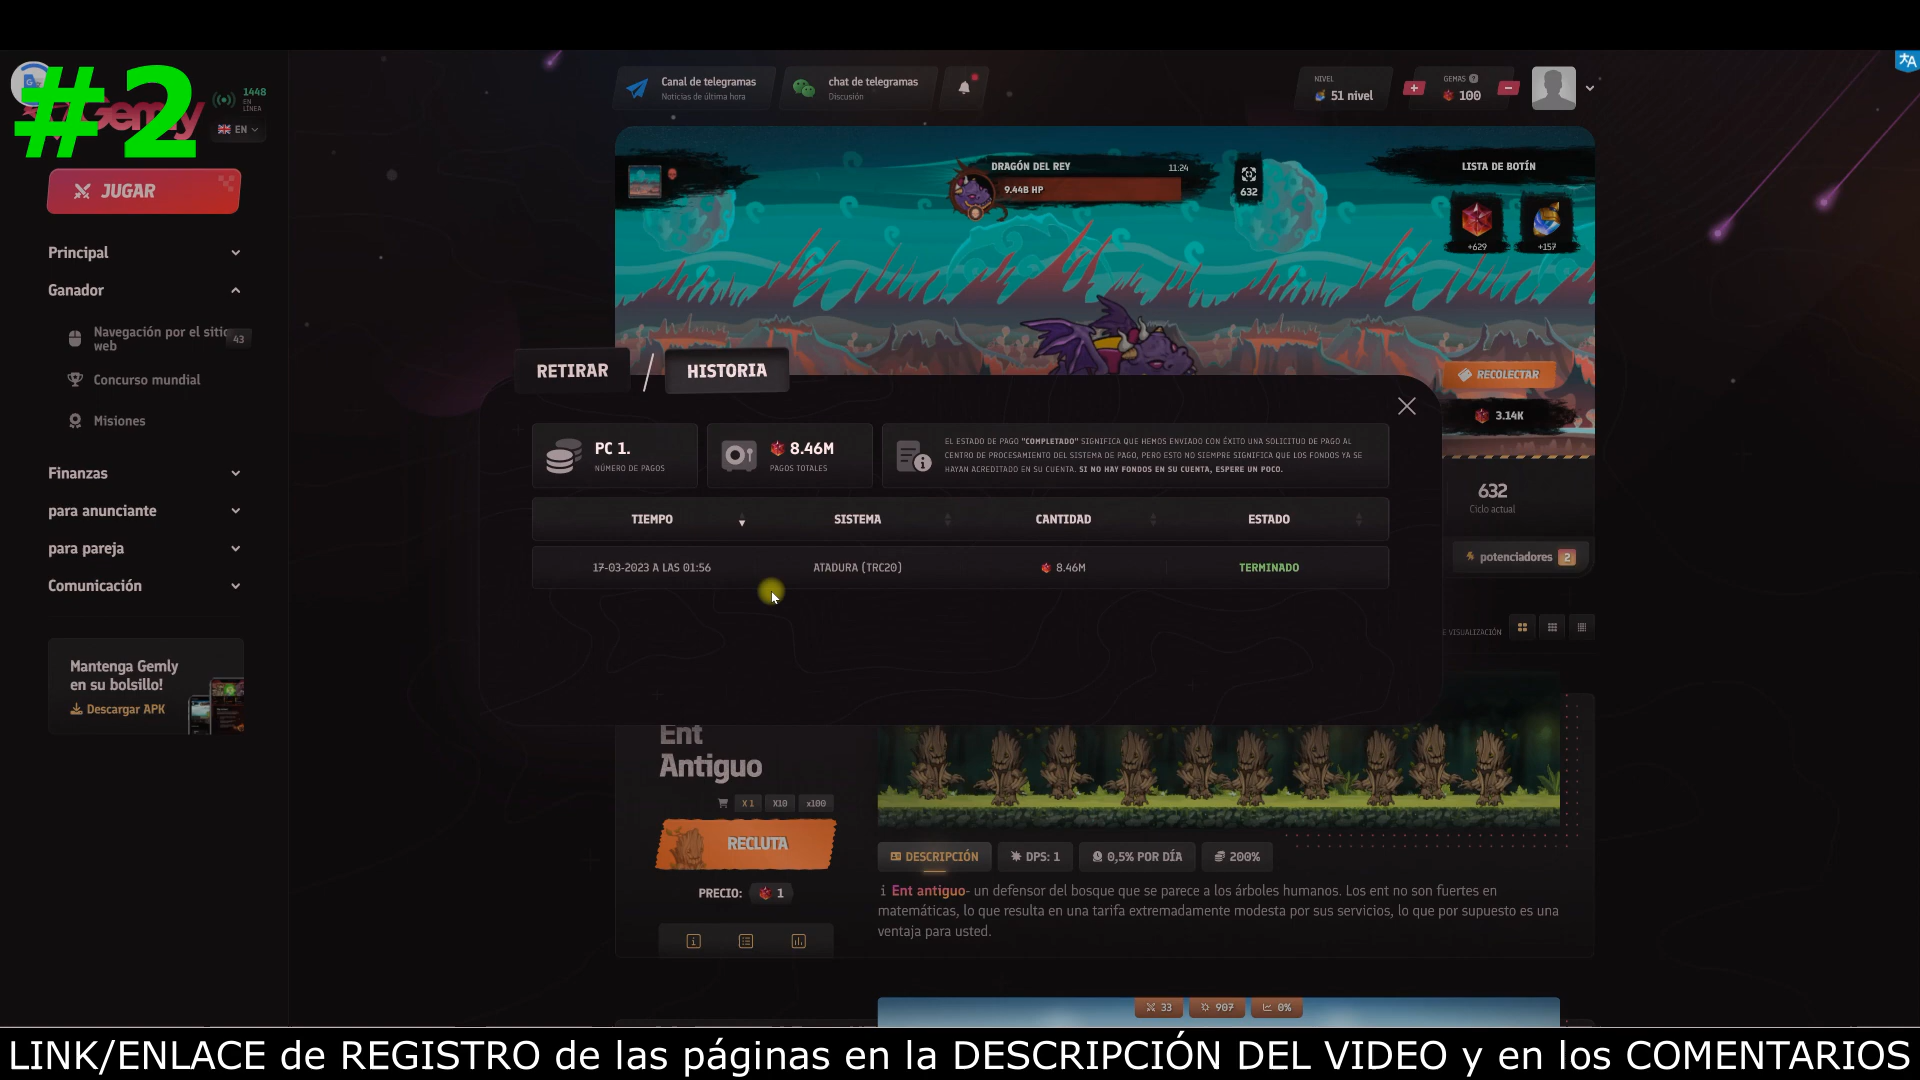 #2
Gemly
1448
EN
LÍNEA
EN
JUGAR
Principal
Ganador
Navegación por el sitio
web
43
Concurso mundial
Misiones
Finanzas
para anunciante
para pareja
Comunicación
Mantenga Gemly
en su bolsillo!
Descargar APK
Canal de telegramas
Noticias de última hora
chat de telegramas
Discusión
NIVEL
51 nivel
GEMAS
100
DRAGÓN DEL REY
11:24
9.44B HP
632
LISTA DE BOTÍN
+629
+157
RECOLECTAR
3.14K
632
Ciclo actual
potenciadores 2
RETIRAR / HISTORIA
PC 1.
NÚMERO DE PAGOS
8.46M
PAGOS TOTALES
EL ESTADO DE PAGO "COMPLETADO" SIGNIFICA QUE HEMOS ENVIADO CON ÉXITO UNA SOLICITUD DE PAGO AL
CENTRO DE PROCESAMIENTO DEL SISTEMA DE PAGO, PERO ESTO NO SIEMPRE SIGNIFICA QUE LOS FONDOS YA SE
HAYAN ACREDITADO EN SU CUENTA. SI NO HAY FONDOS EN SU CUENTA, ESPERE UN POCO.
TIEMPO SISTEMA CANTIDAD ESTADO
17-03-2023 A LAS 01:56 ATADURA (TRC20) 8.46M TERMINADO
E VISUALIZACIÓN
Ent
Antiguo
X 1 X10 x100
RECLUTA
PRECIO: 1
DESCRIPCIÓN DPS: 1 0,5% POR DÍA 200%
Ent antiguo- un defensor del bosque que se parece a los árboles humanos. Los ent no son fuertes en
matemáticas, lo que resulta en una tarifa extremadamente modesta por sus servicios, lo que por supuesto es una
ventaja para usted.
33 907 0%
LINK/ENLACE de REGISTRO de las páginas en la DESCRIPCIÓN DEL VIDEO y en los COMENTARIOS